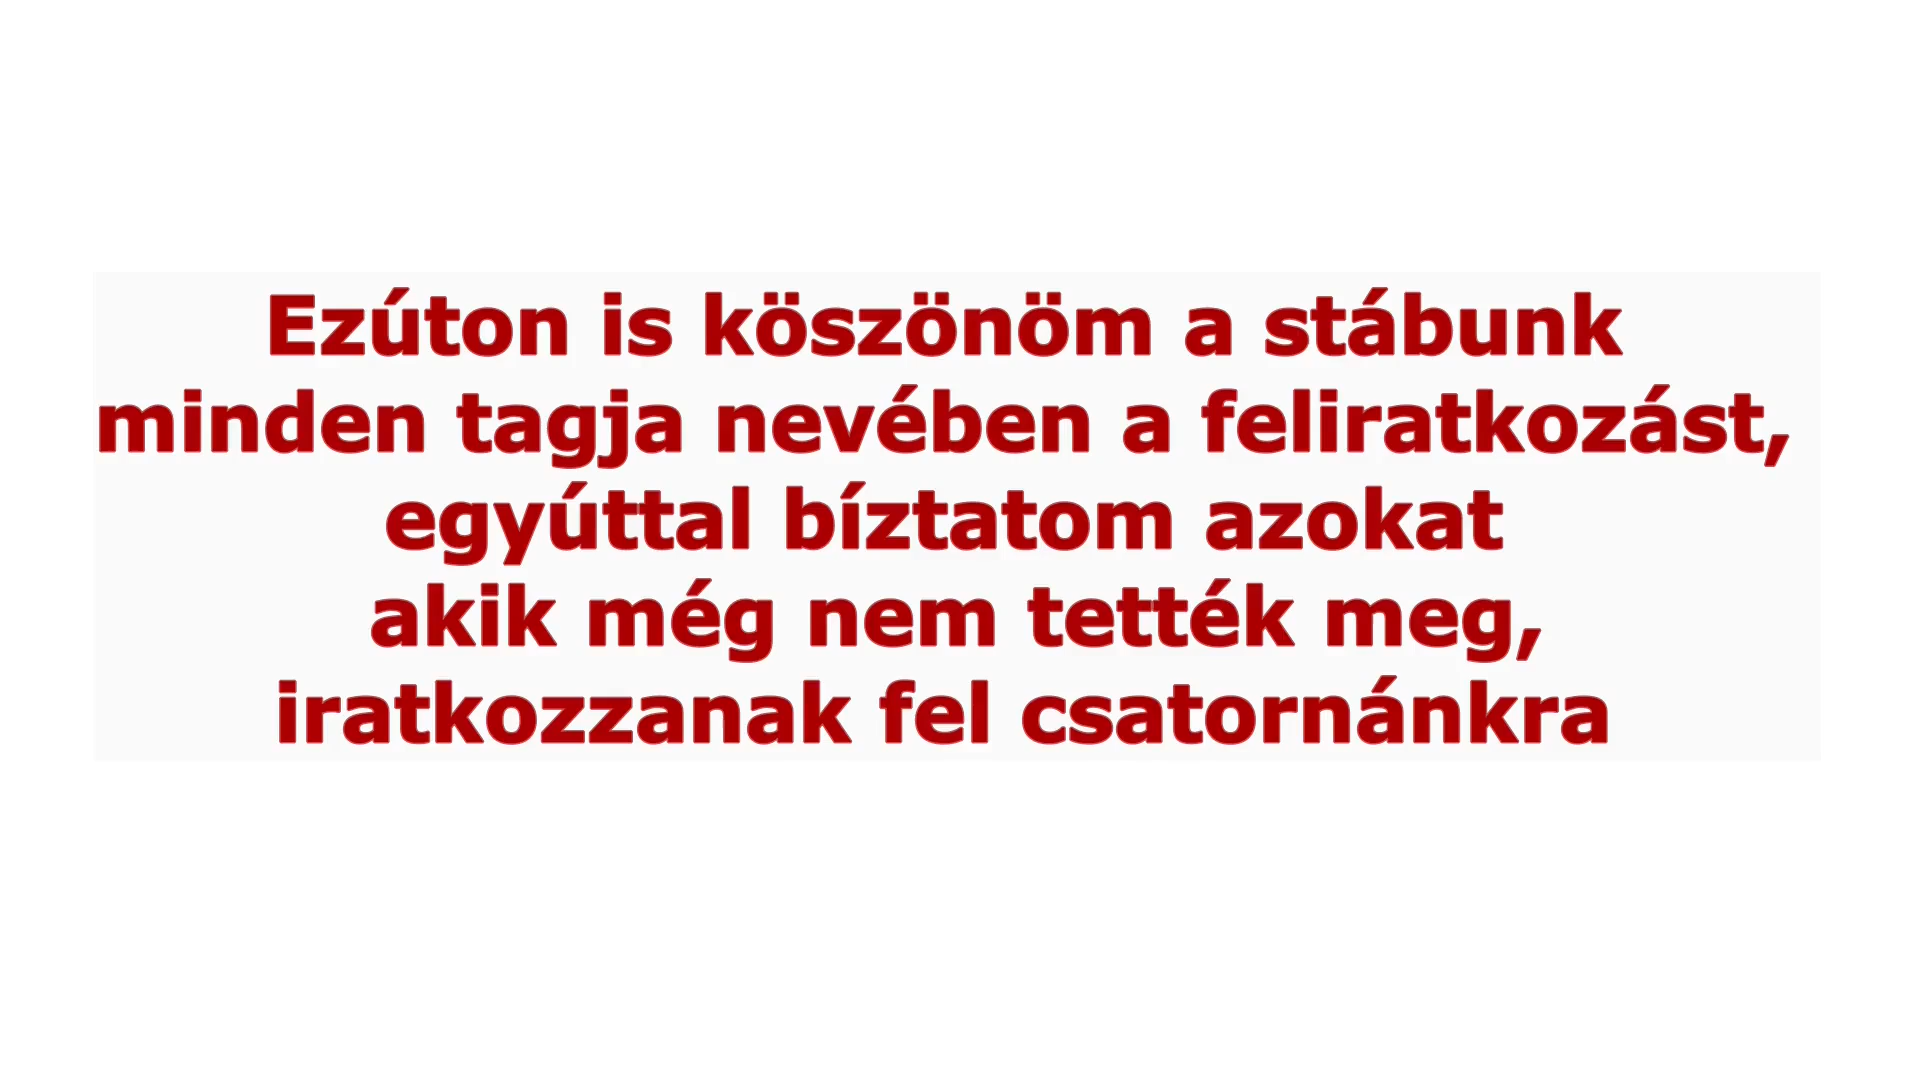 Ezúton is köszönöm a stábunk
minden tagja nevében a feliratkozást,
egyúttal bíztatom azokat
akik még nem tették meg,
iratkozzanak fel csatornánkra